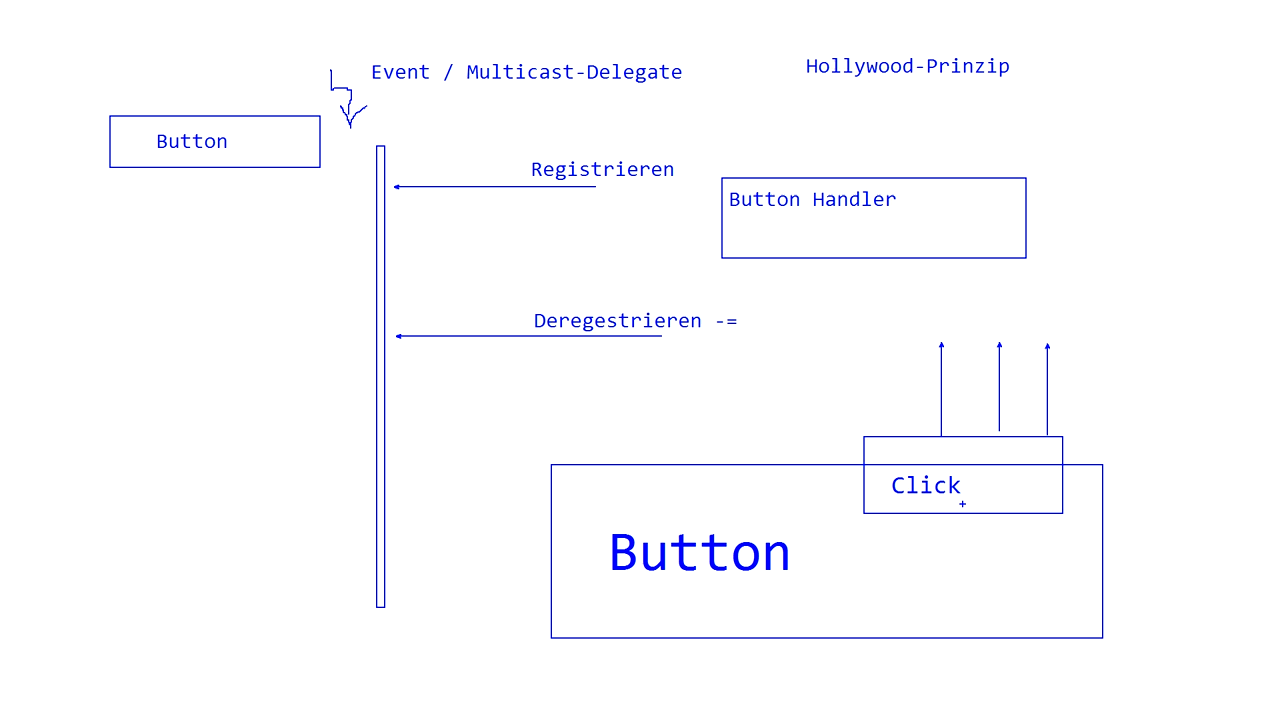 Event / Multicast-Delegate
Hollywood-Prinzip
Button
Registrieren
Button Handler
Deregestrieren -=
Click
+
Button